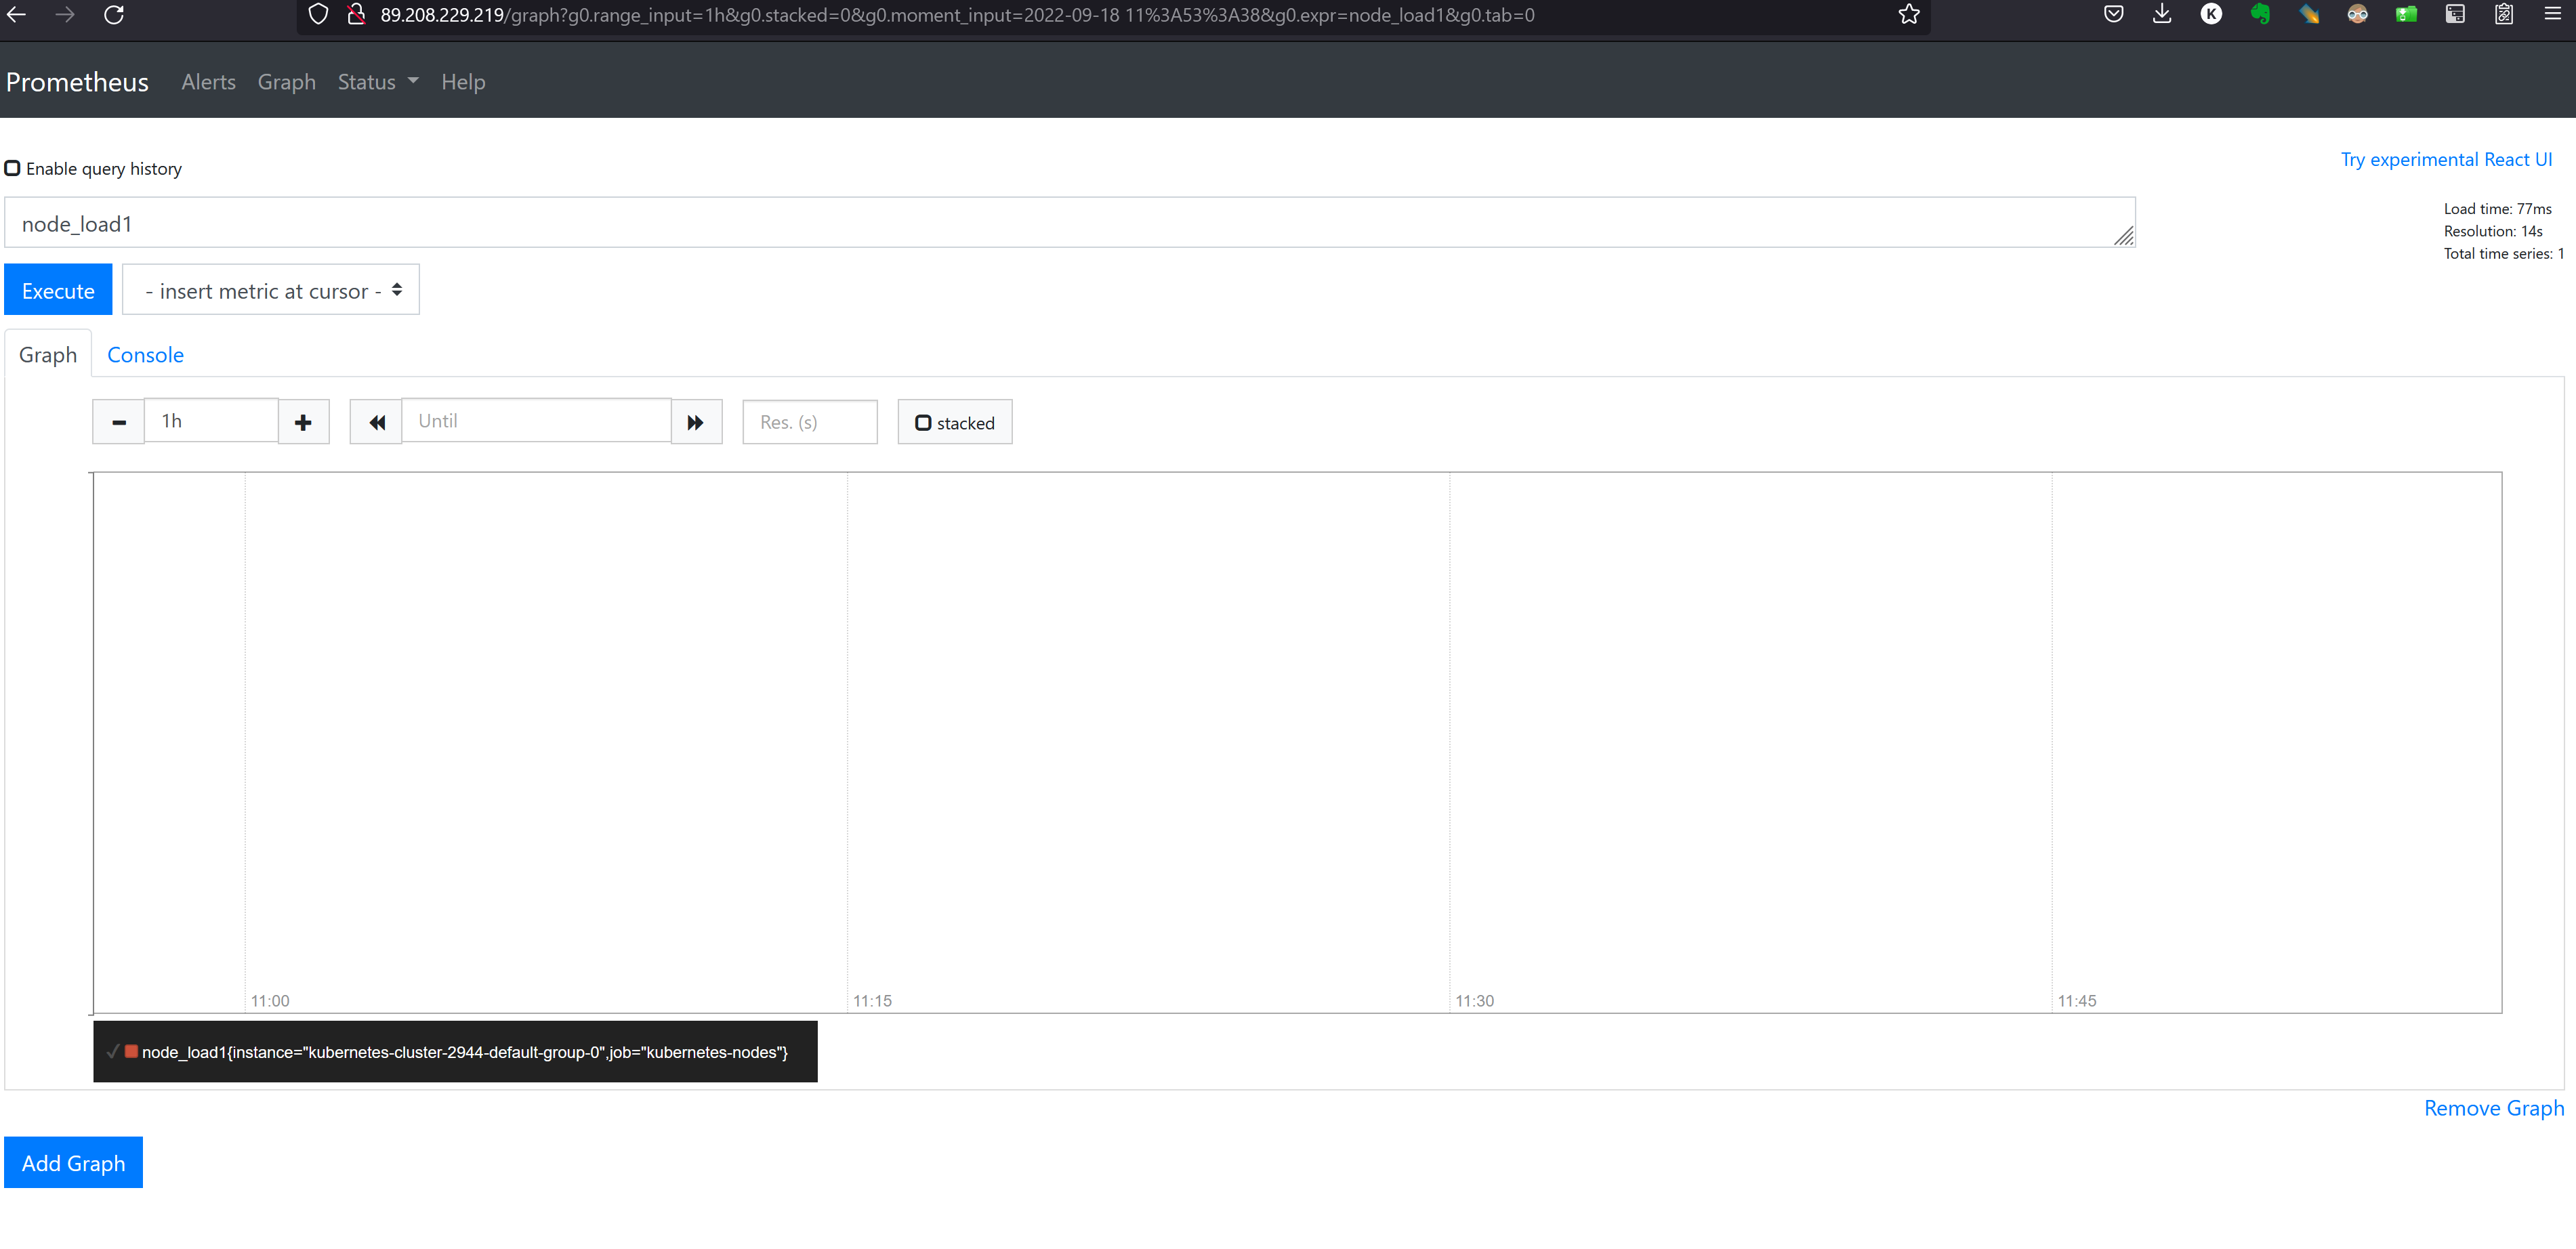 89.208.229.219/graph?g0.range_input=1h&g0.stacked=0&g0.moment_input=2022-09-18 11%3A53%3A38&g0.expr=node_load1&g0.tab=0
K
Prometheus Alerts Graph Status Help
Enable query history
Try experimental React UI
node_load1
Load time: 77ms
Resolution: 14s
Total time series: 1
Execute - insert metric at cursor -
Graph Console
1h Until Res. (s) stacked
11:00 11:15 11:30 11:45
node_load1{instance="kubernetes-cluster-2944-default-group-0",job="kubernetes-nodes"}
Remove Graph
Add Graph